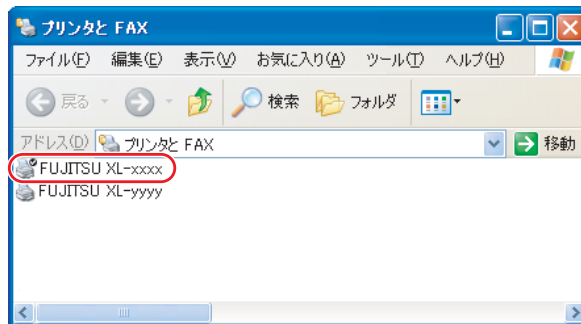 プリンタと FAX
ファイル(F) 編集(E) 表示(V) お気に入り(A) ツール(T) ヘルプ(H)
戻る 検索 フォルダ
アドレス(D) プリンタと FAX 移動
FUJITSU XL-xxxx
FUJITSU XL-yyyy